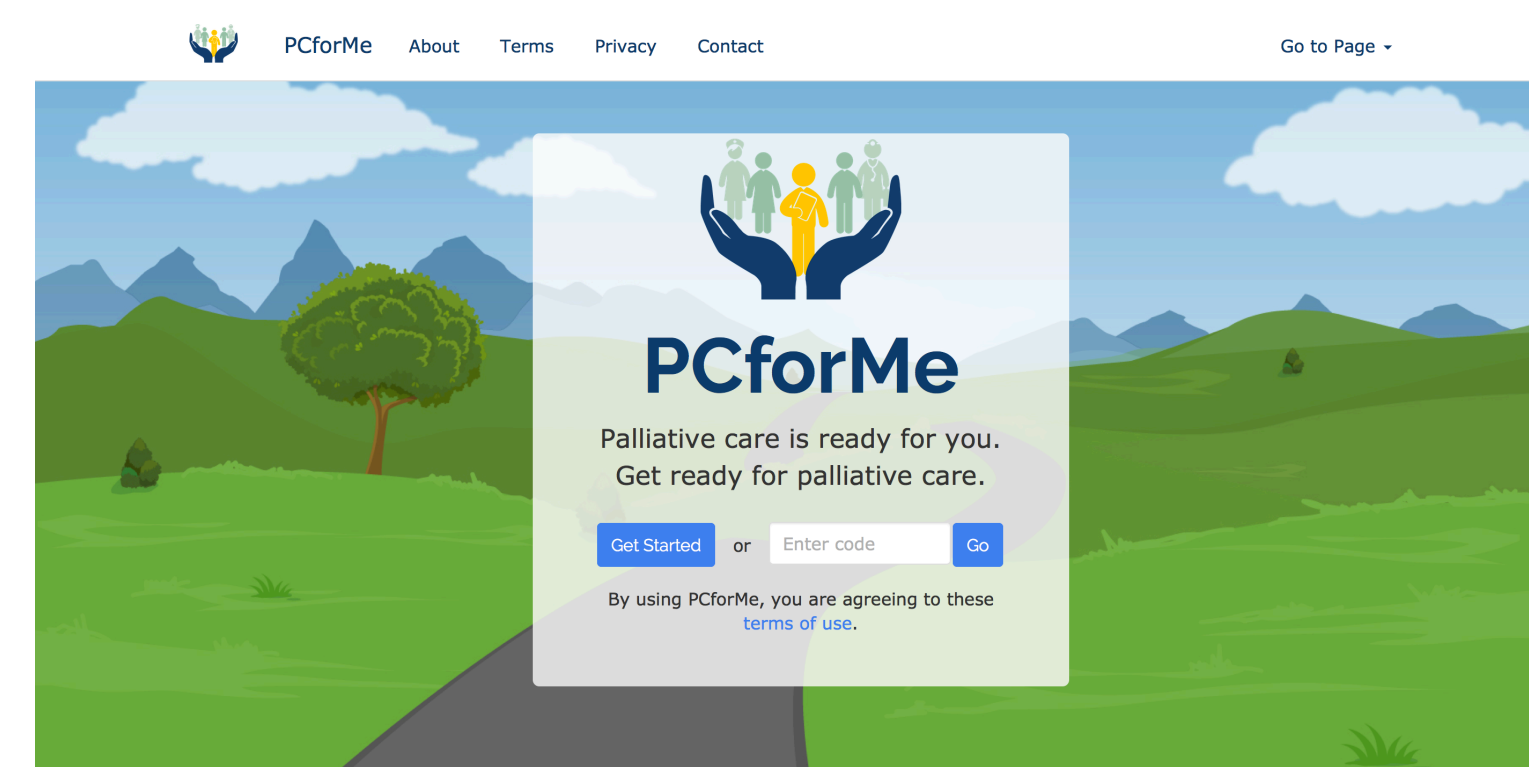 PCforMe About Terms Privacy Contact Go to Page
PCforMe
Palliative care is ready for you.
Get ready for palliative care.
Get Started or Enter code Go
By using PCforMe, you are agreeing to these
terms of use.